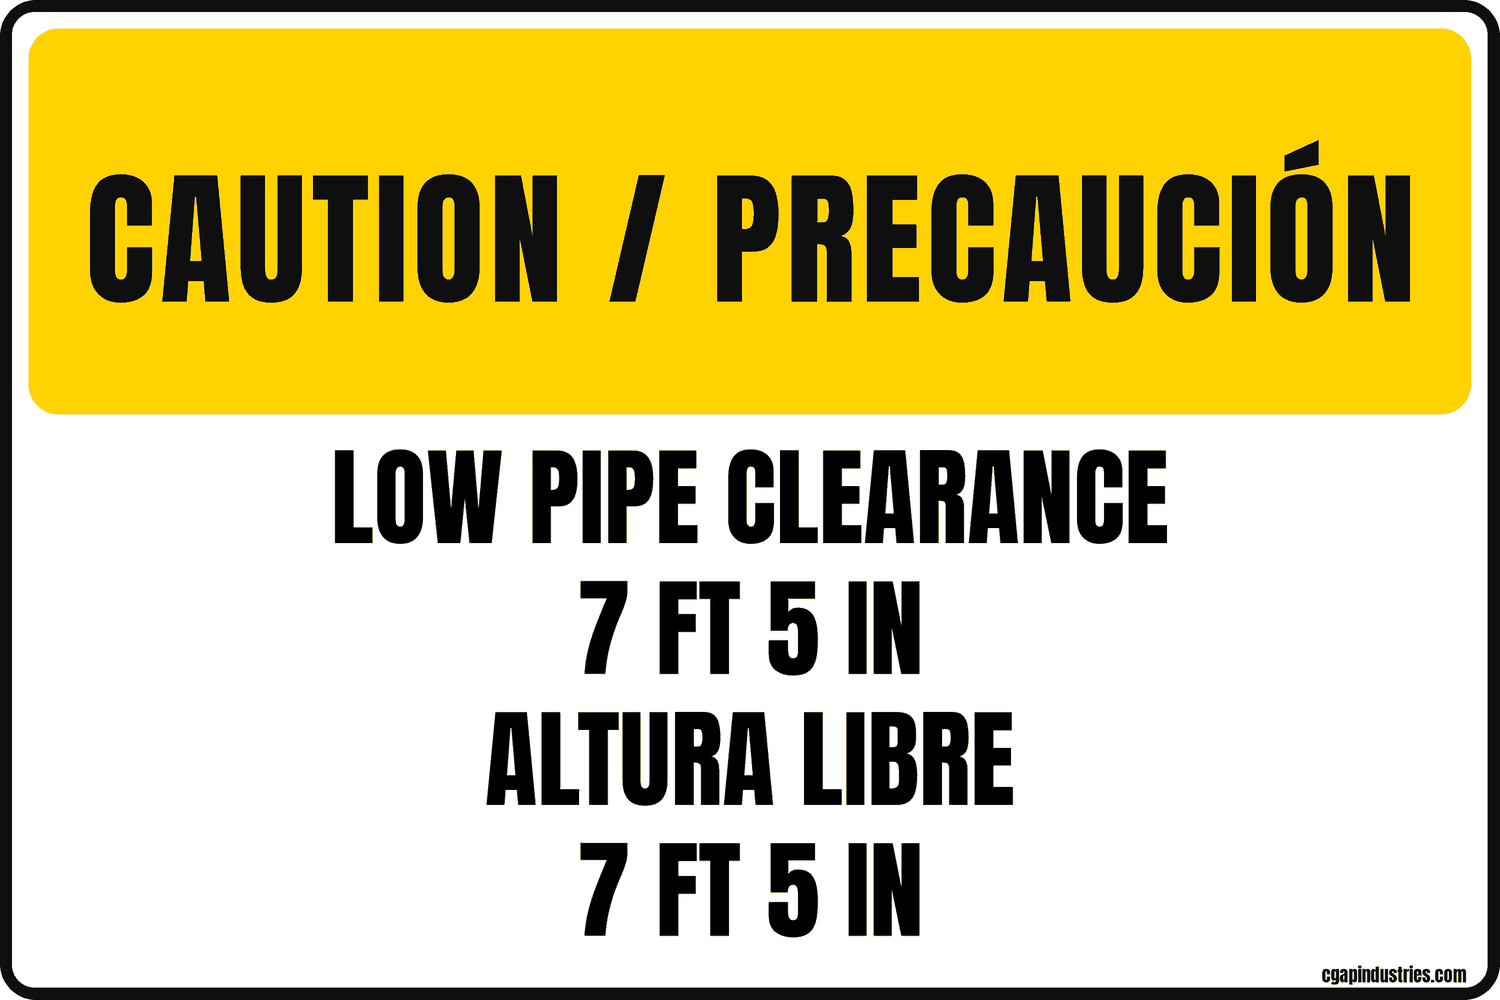 CAUTION / PRECAUCIÓN
LOW PIPE CLEARANCE
7 FT 5 IN
ALTURA LIBRE
7 FT 5 IN
cgapindustries.com